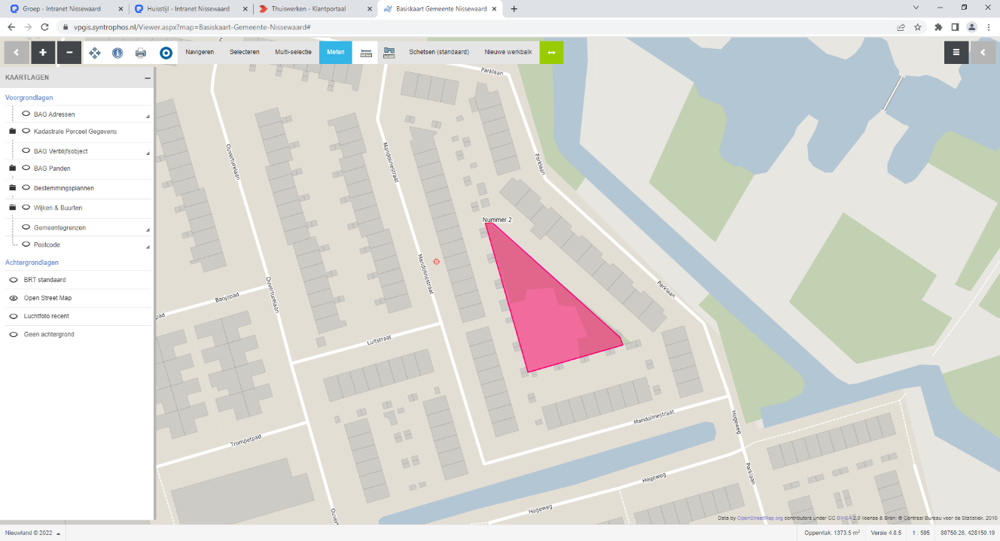 Groep - Intranet Nissewaard
Huisstijl - Intranet Nissewaard
Thuiswerken - Klantportaal
Basiskaart Gemeente Nissewaard
vpgis.syntrophos.nl/Viewer.aspx?map=Basiskaart-Gemeente-Nissewaard#
Navigeren
Selecteren
Multi-selectie
Meten
Schetsen (standaard)
Nieuwe werkbalk
KAARTLAGEN
Voorgrondlagen
BAG Adressen
Kadastrale Perceel Gegevens
BAG Verblijfsobject
BAG Panden
Bestemmingsplannen
Wijken & Buurten
Gemeentegrenzen
Postcode
Achtergrondlagen
BRT standaard
Open Street Map
Luchtfoto recent
Geen achtergrond
Parklaan
Ouverturelaan
Mandolinestraat
Parklaan
Nummer 2
Mandolinestraat
Ouverturelaan
Parklaan
Banjopad
pad
Luitstraat
Mandolinestraat
Hogeweg
Trompetpad
Parklaan
Hogeweg
Hogeweg
Ouvert
Data by OpenStreetMap.org contributors under CC BY-SA 2.0 license & Bron: © Centraal Bureau voor de Statistiek, 2010
Nieuwland © 2022
Oppervlak: 1373.5 m²
Versie 4.8.5
1 : 595
80750.26, 428150.19